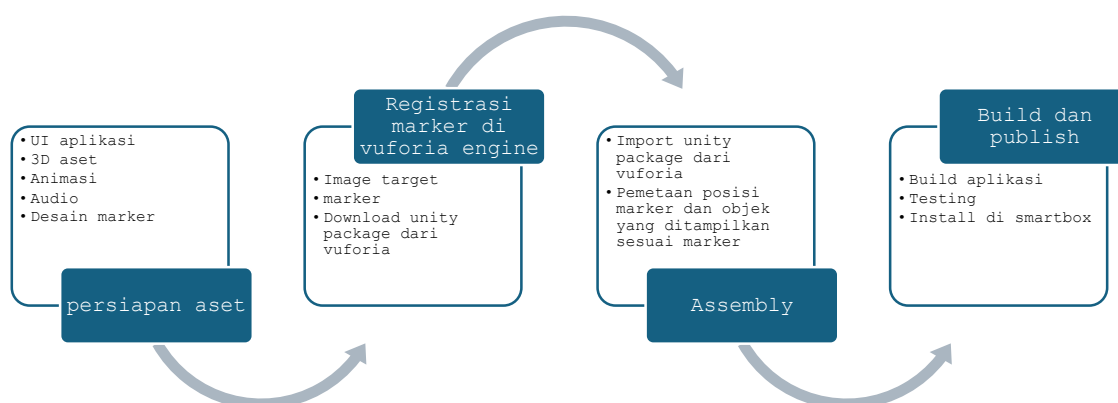 • UI aplikasi
• 3D aset
• Animasi
• Audio
• Desain marker
persiapan aset
Registrasi
marker di
vuforia engine
• Image target
• marker
• Download unity
package dari
vuforia
• Import unity
package dari
vuforia
• Pemetaan posisi
marker dan objek
yang ditampilkan
sesuai marker
Assembly
Build dan
publish
• Build aplikasi
• Testing
• Install di smartbox